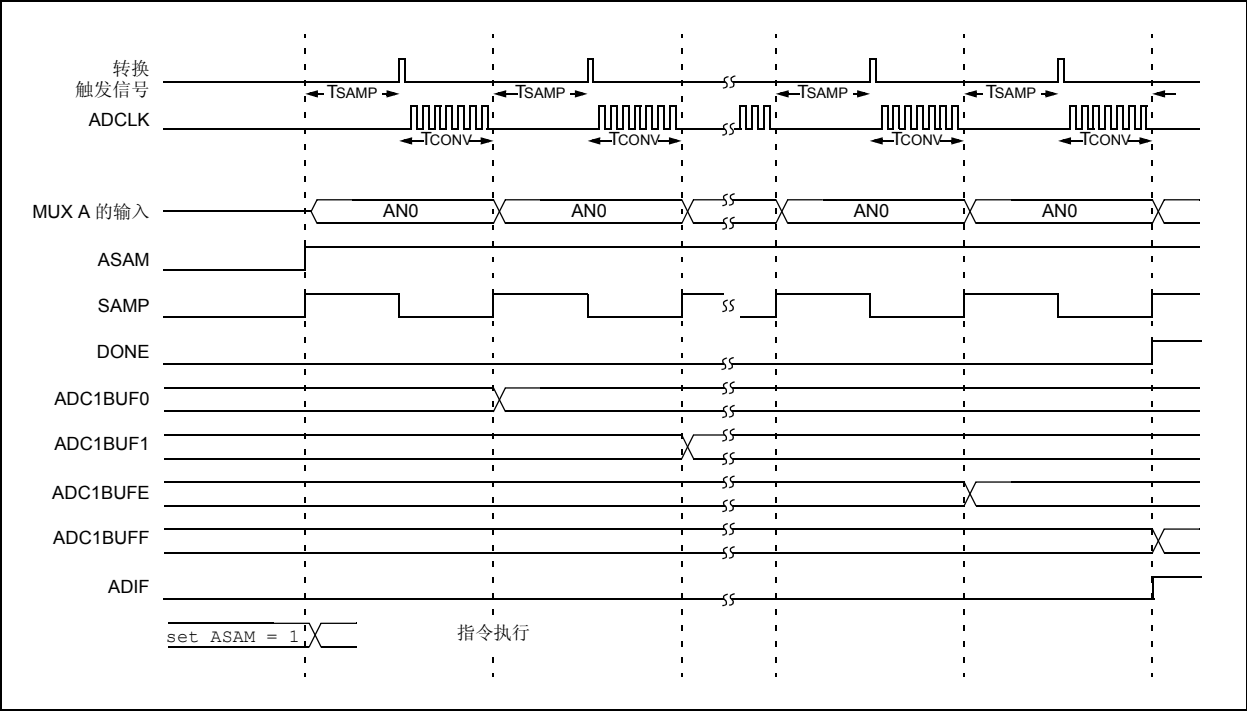 转换
触发信号
TSAMP TSAMP TSAMP TSAMP
ADCLK
TCONV TCONV TCONV TCONV
MUX A 的输入 AN0 AN0 AN0 AN0
ASAM
SAMP
DONE
ADC1BUF0
ADC1BUF1
ADC1BUFE
ADC1BUFF
ADIF
set ASAM = 1 指令执行